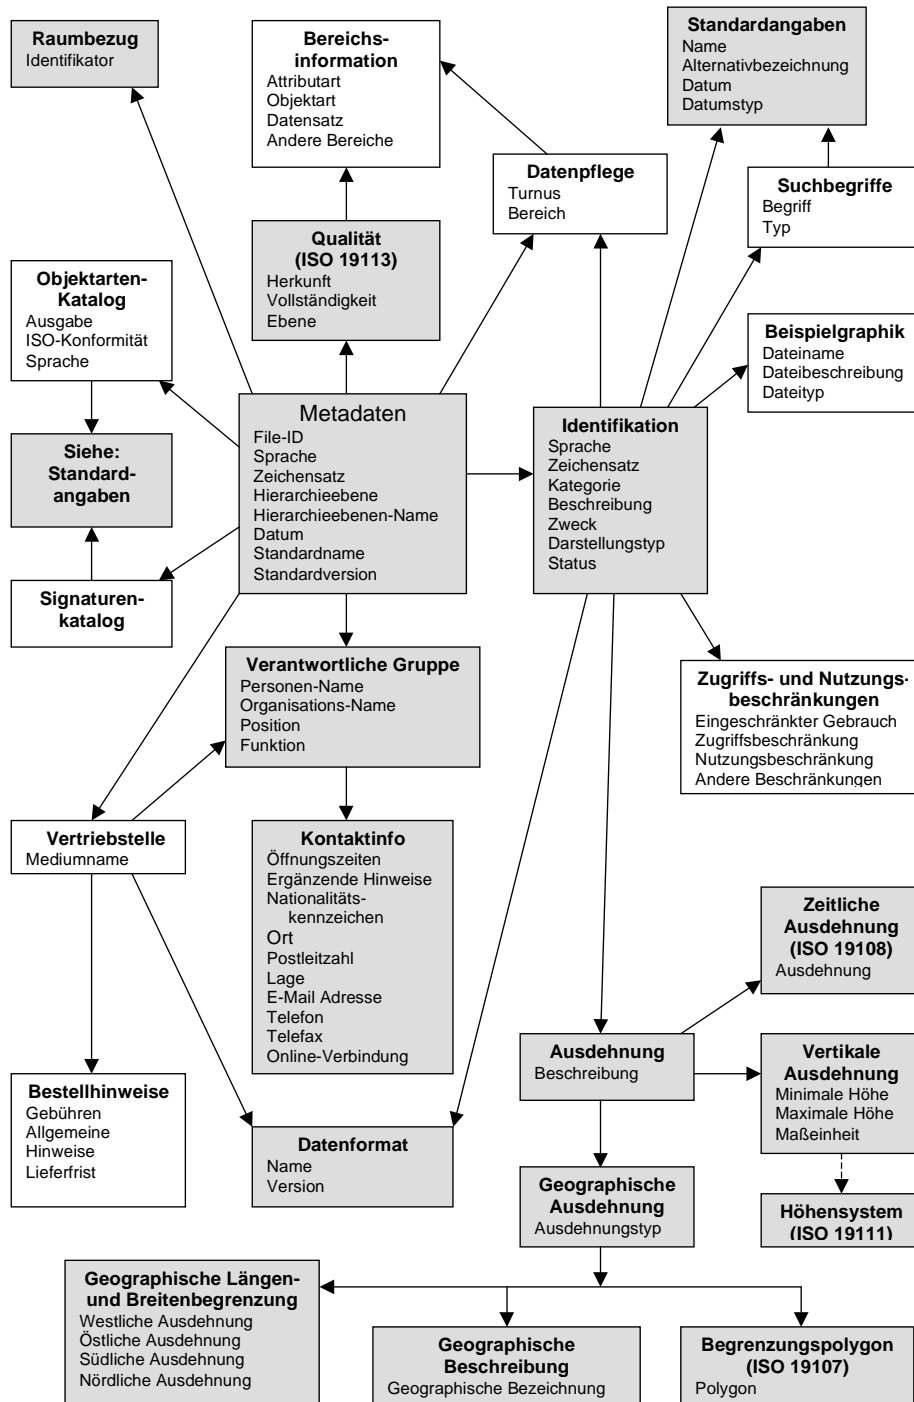 Raumbezug
Identifikator
Bereichs-
information
Attributart
Objektart
Datensatz
Andere Bereiche
Standardangaben
Name
Alternativbezeichnung
Datum
Datumstyp
Datenpflege
Turnus
Bereich
Suchbegriffe
Begriff
Typ
Qualität
(ISO 19113)
Herkunft
Vollständigkeit
Ebene
Objektarten-
Katalog
Ausgabe
ISO-Konformität
Sprache
Beispielgraphik
Dateiname
Dateibeschreibung
Dateityp
Metadaten
File-ID
Sprache
Zeichensatz
Hierarchieebene
Hierarchieebenen-Name
Datum
Standardname
Standardversion
Identifikation
Sprache
Zeichensatz
Kategorie
Beschreibung
Zweck
Darstellungstyp
Status
Siehe:
Standard-
angaben
Signaturen-
katalog
Verantwortliche Gruppe
Personen-Name
Organisations-Name
Position
Funktion
Zugriffs- und Nutzungs-
beschränkungen
Eingeschränkter Gebrauch
Zugriffsbeschränkung
Nutzungsbeschränkung
Andere Beschränkungen
Vertriebstelle
Mediumname
Kontaktinfo
Öffnungszeiten
Ergänzende Hinweise
Nationalitäts-
kennzeichen
Ort
Postleitzahl
Lage
E-Mail Adresse
Telefon
Telefax
Online-Verbindung
Zeitliche
Ausdehnung
(ISO 19108)
Ausdehnung
Ausdehnung
Beschreibung
Vertikale
Ausdehnung
Minimale Höhe
Maximale Höhe
Maßeinheit
Bestellhinweise
Gebühren
Allgemeine
Hinweise
Lieferfrist
Datenformat
Name
Version
Geographische
Ausdehnung
Ausdehnungstyp
Höhensystem
(ISO 19111)
Geographische Längen-
und Breitenbegrenzung
Westliche Ausdehnung
Östliche Ausdehnung
Südliche Ausdehnung
Nördliche Ausdehnung
Geographische
Beschreibung
Geographische Bezeichnung
Begrenzungspolygon
(ISO 19107)
Polygon